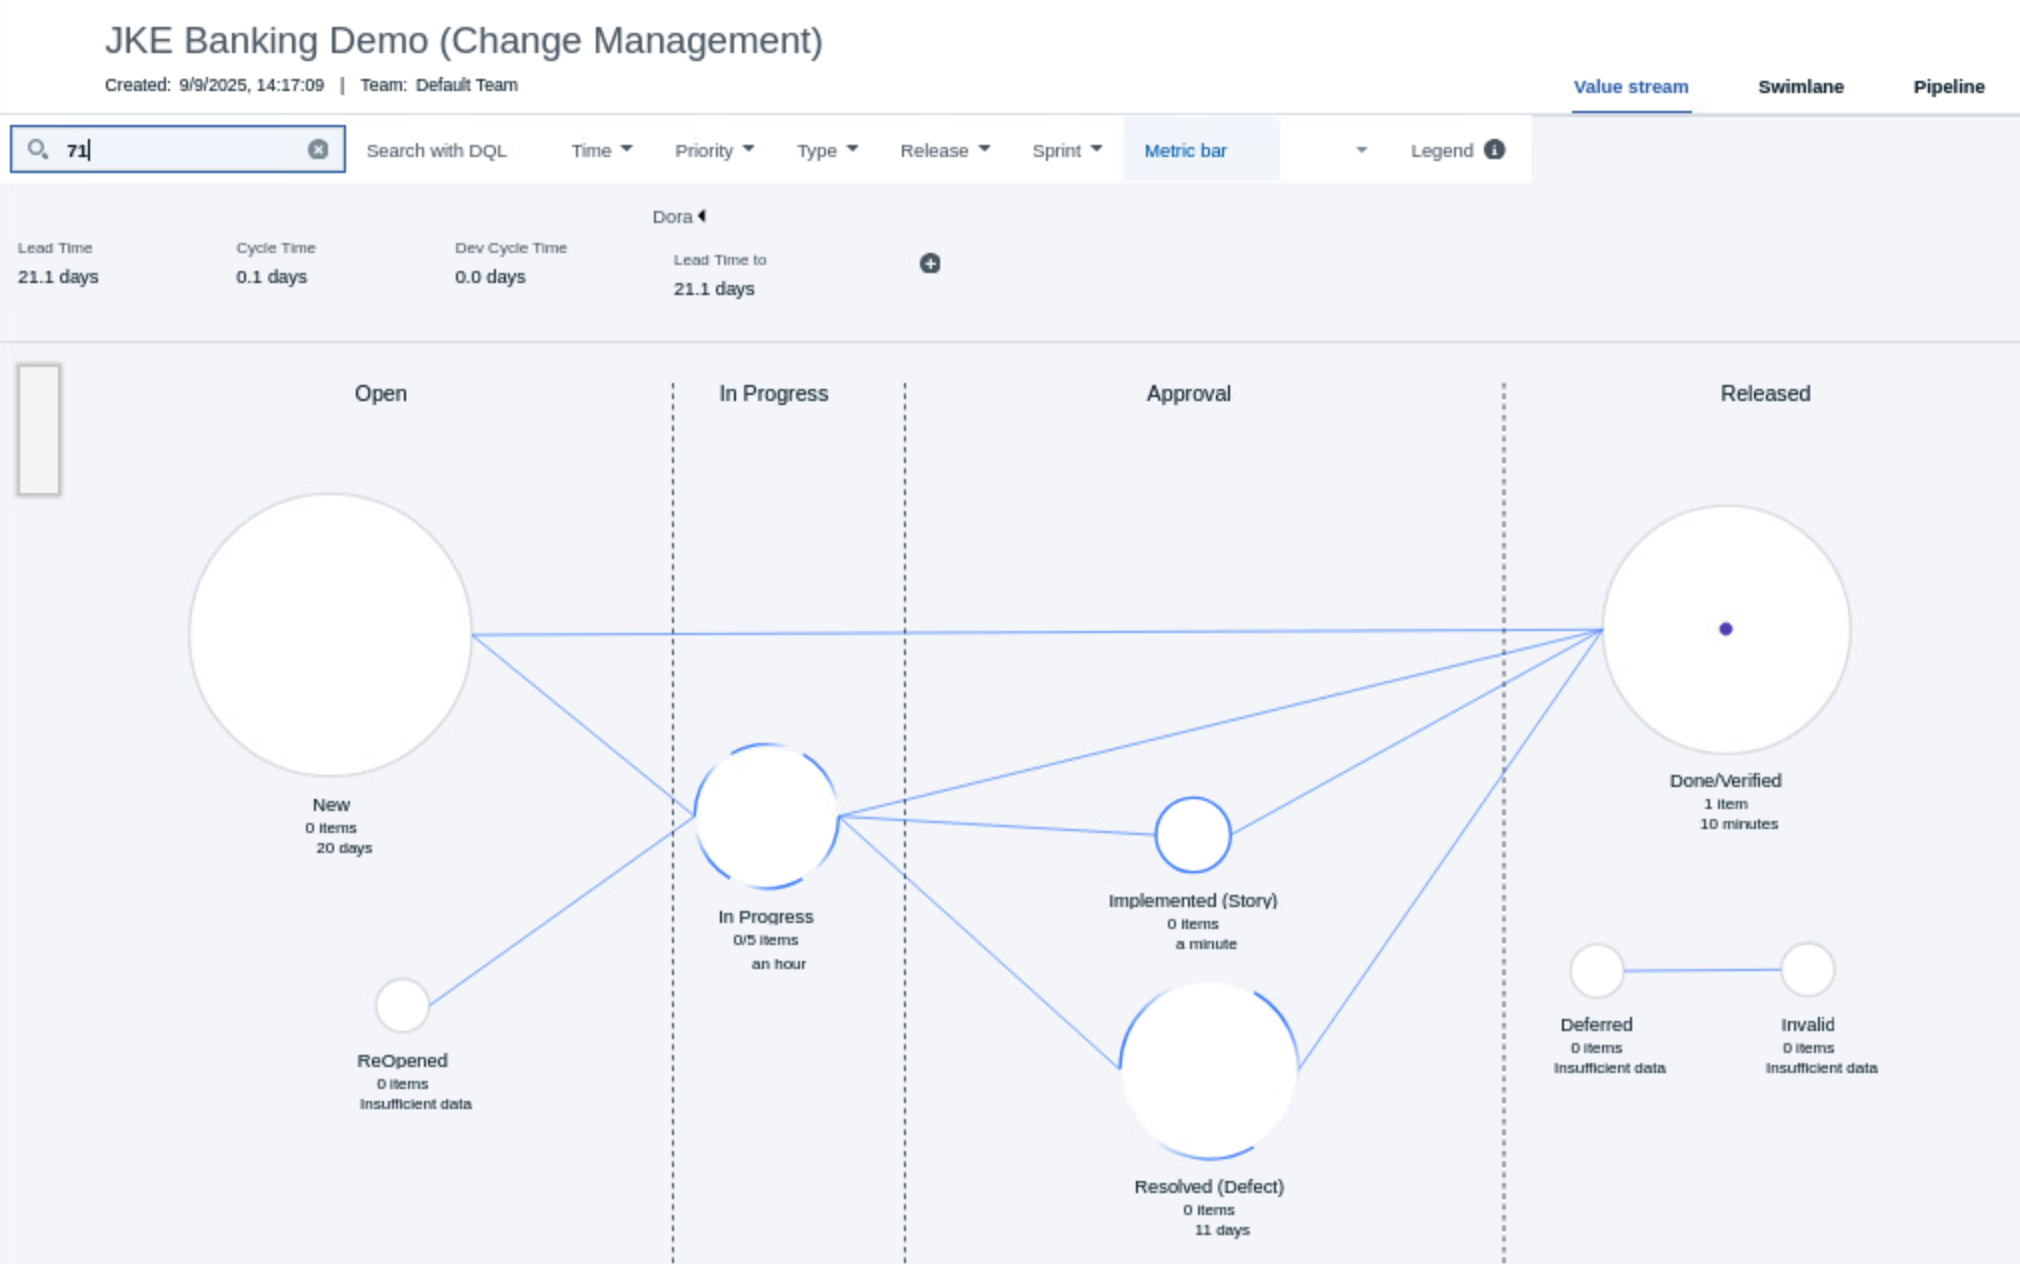 JKE Banking Demo (Change Management)
Created: 9/9/2025, 14:17:09 | Team: Default Team
Value stream Swimlane Pipeline
71 Search with DQL Time Priority Type Release Sprint Metric bar Legend
Dora
Lead Time
21.1 days
Cycle Time
0.1 days
Dev Cycle Time
0.0 days
Lead Time to
21.1 days
Open In Progress Approval Released
New
0 items
20 days
ReOpened
0 items
Insufficient data
In Progress
0/5 items
an hour
Implemented (Story)
0 items
a minute
Resolved (Defect)
0 items
11 days
Done/Verified
1 item
10 minutes
Deferred
0 items
Insufficient data
Invalid
0 items
Insufficient data